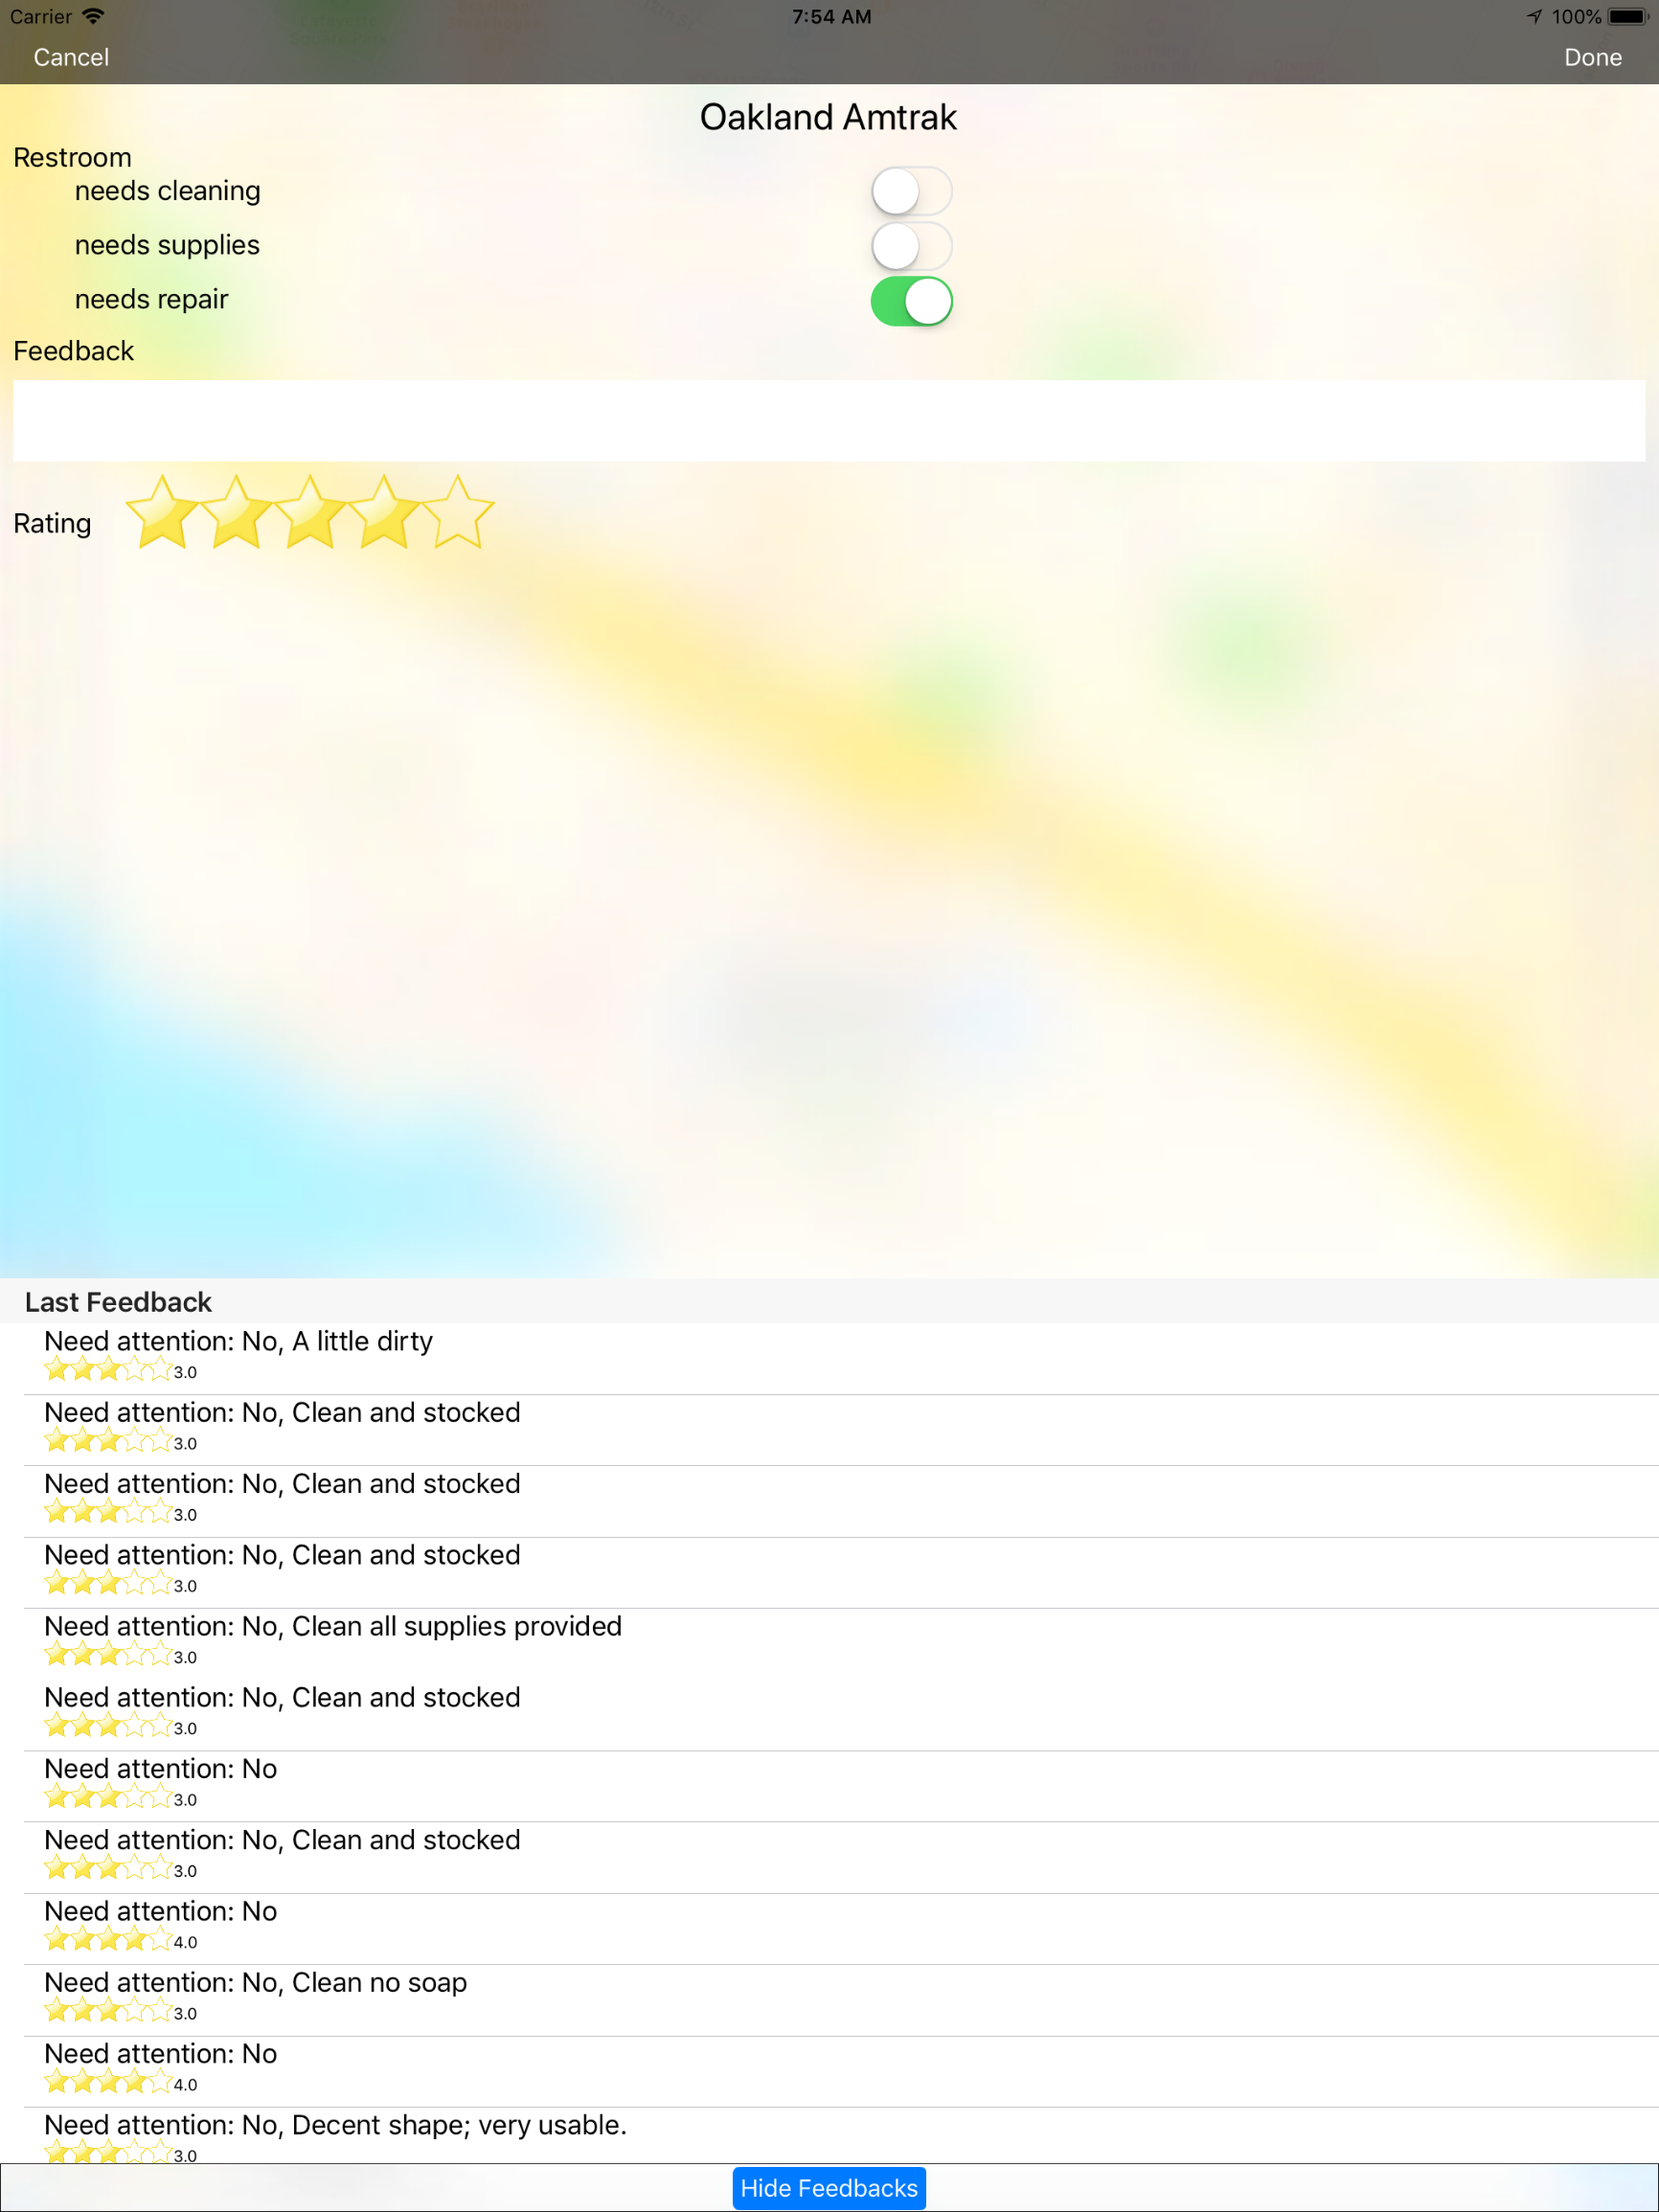 Carrier 7:54 AM 100%
Cancel Done
Oakland Amtrak
Restroom
needs cleaning
needs supplies
needs repair
Feedback
Rating
Last Feedback
Need attention: No, A little dirty
3.0
Need attention: No, Clean and stocked
3.0
Need attention: No, Clean and stocked
3.0
Need attention: No, Clean and stocked
3.0
Need attention: No, Clean all supplies provided
3.0
Need attention: No, Clean and stocked
3.0
Need attention: No
3.0
Need attention: No, Clean and stocked
3.0
Need attention: No
4.0
Need attention: No, Clean no soap
3.0
Need attention: No
4.0
Need attention: No, Decent shape; very usable.
3.0
Hide Feedbacks